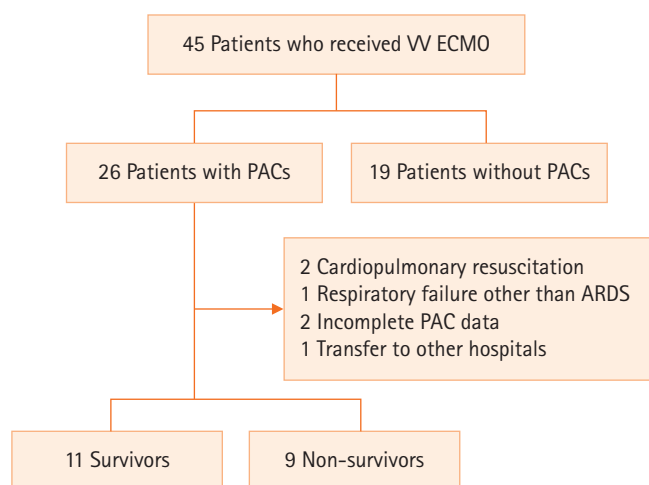 45 Patients who received VV ECMO
26 Patients with PACs
19 Patients without PACs
2 Cardiopulmonary resuscitation
1 Respiratory failure other than ARDS
2 Incomplete PAC data
1 Transfer to other hospitals
11 Survivors
9 Non-survivors